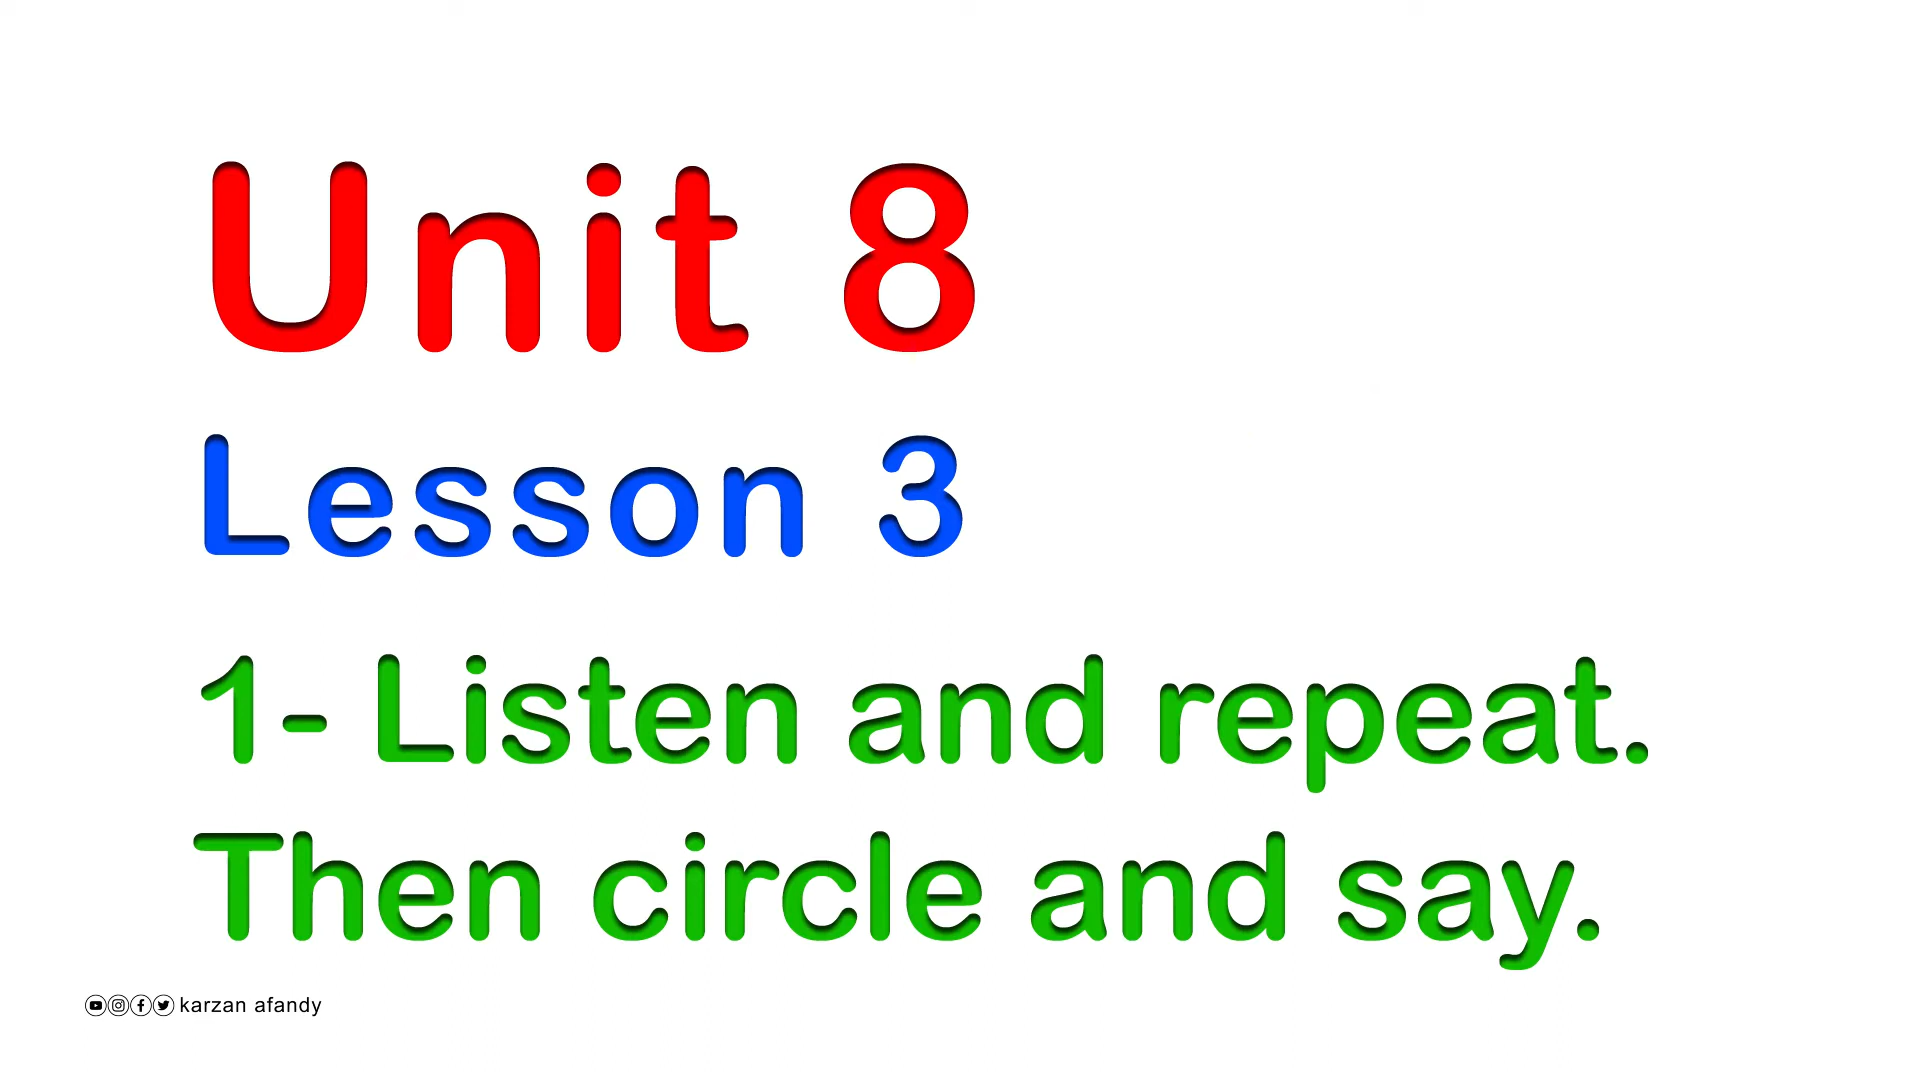 Unit 8
Lesson 3
1- Listen and repeat.
Then circle and say.
karzan afandy